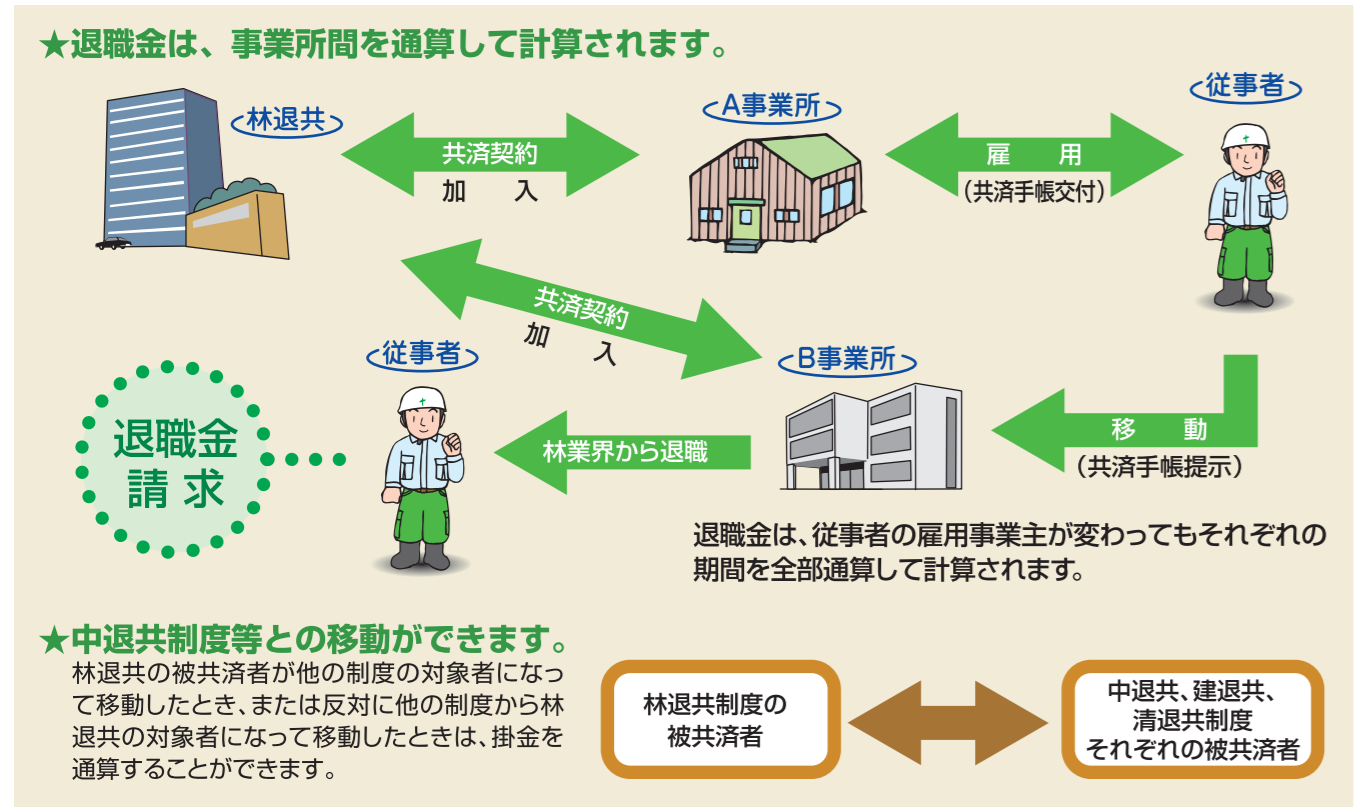 ★退職金は、事業所間を通算して計算されます。
林退共
共済契約
加　入
A事業所
雇　用
(共済手帳交付)
従事者
共済契約
加　入
移　動
(共済手帳提示)
B事業所
林業界から退職
従事者
退職金
請求
退職金は、従事者の雇用事業主が変わってもそれぞれの
期間を全部通算して計算されます。
★中退共制度等との移動ができます。
林退共の被共済者が他の制度の対象者になっ
て移動したとき、または反対に他の制度から林
退共の対象者になって移動したときは、掛金を
通算することができます。
林退共制度の
被共済者
中退共、建退共、
清退共制度
それぞれの被共済者